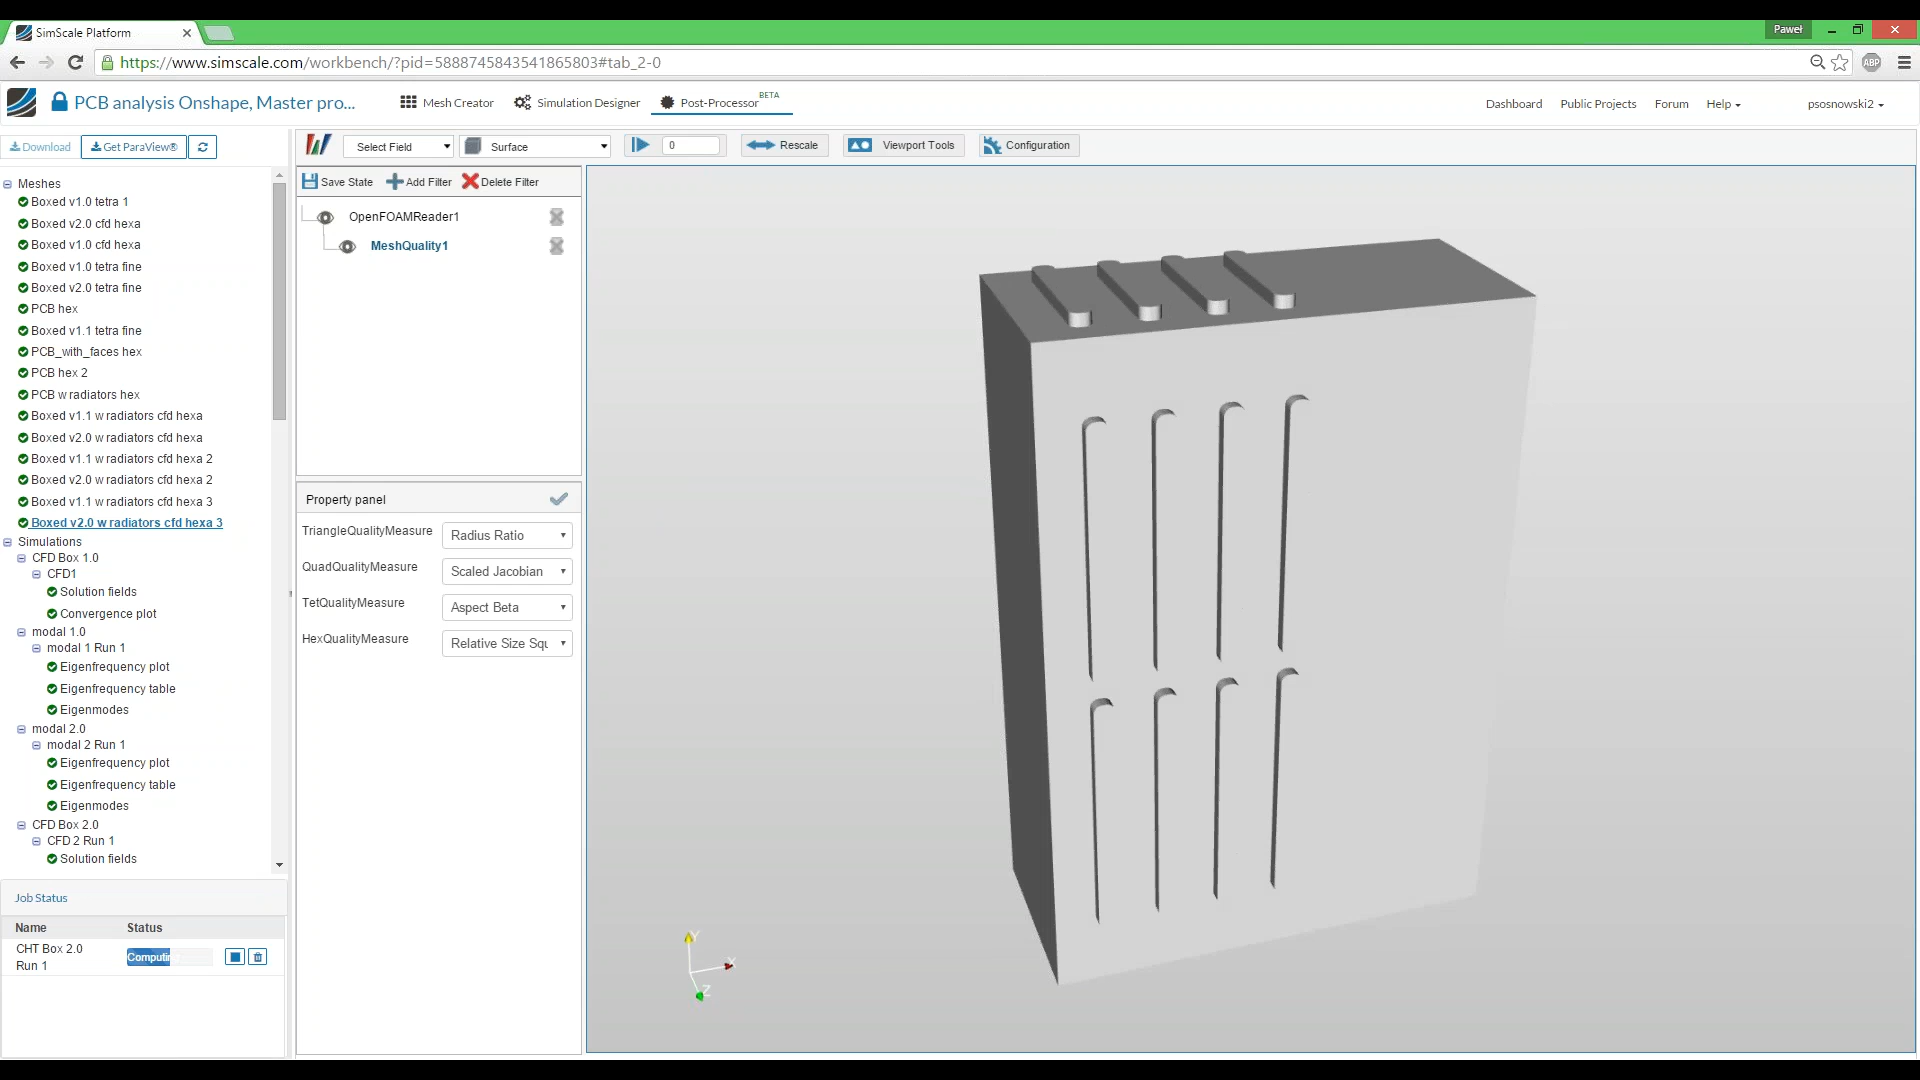 SimScale Platform
Paweł
https://www.simscale.com/workbench/?pid=5888745843541865803#tab_2-0
ABP
PCB analysis Onshape, Master pro...
Mesh Creator
Simulation Designer
Post-Processor
BETA
Dashboard
Public Projects
Forum
Help
psosnowski2
Download
Get ParaView®
Select Field
Surface
0
Rescale
Viewport Tools
Configuration
Save State
Add Filter
Delete Filter
OpenFOAMReader1
MeshQuality1
Meshes
Boxed v1.0 tetra 1
Boxed v2.0 cfd hexa
Boxed v1.0 cfd hexa
Boxed v1.0 tetra fine
Boxed v2.0 tetra fine
PCB hex
Boxed v1.1 tetra fine
PCB_with_faces hex
PCB hex 2
PCB w radiators hex
Boxed v1.1 w radiators cfd hexa
Boxed v2.0 w radiators cfd hexa
Boxed v1.1 w radiators cfd hexa 2
Boxed v2.0 w radiators cfd hexa 2
Boxed v1.1 w radiators cfd hexa 3
Boxed v2.0 w radiators cfd hexa 3
Simulations
CFD Box 1.0
CFD1
Solution fields
Convergence plot
modal 1.0
modal 1 Run 1
Eigenfrequency plot
Eigenfrequency table
Eigenmodes
modal 2.0
modal 2 Run 1
Eigenfrequency plot
Eigenfrequency table
Eigenmodes
CFD Box 2.0
CFD 2 Run 1
Solution fields
Property panel
TriangleQualityMeasure
Radius Ratio
QuadQualityMeasure
Scaled Jacobian
TetQualityMeasure
Aspect Beta
HexQualityMeasure
Relative Size Squ
Job Status
Name Status
CHT Box 2.0
Run 1
Computin
Y
X
Z